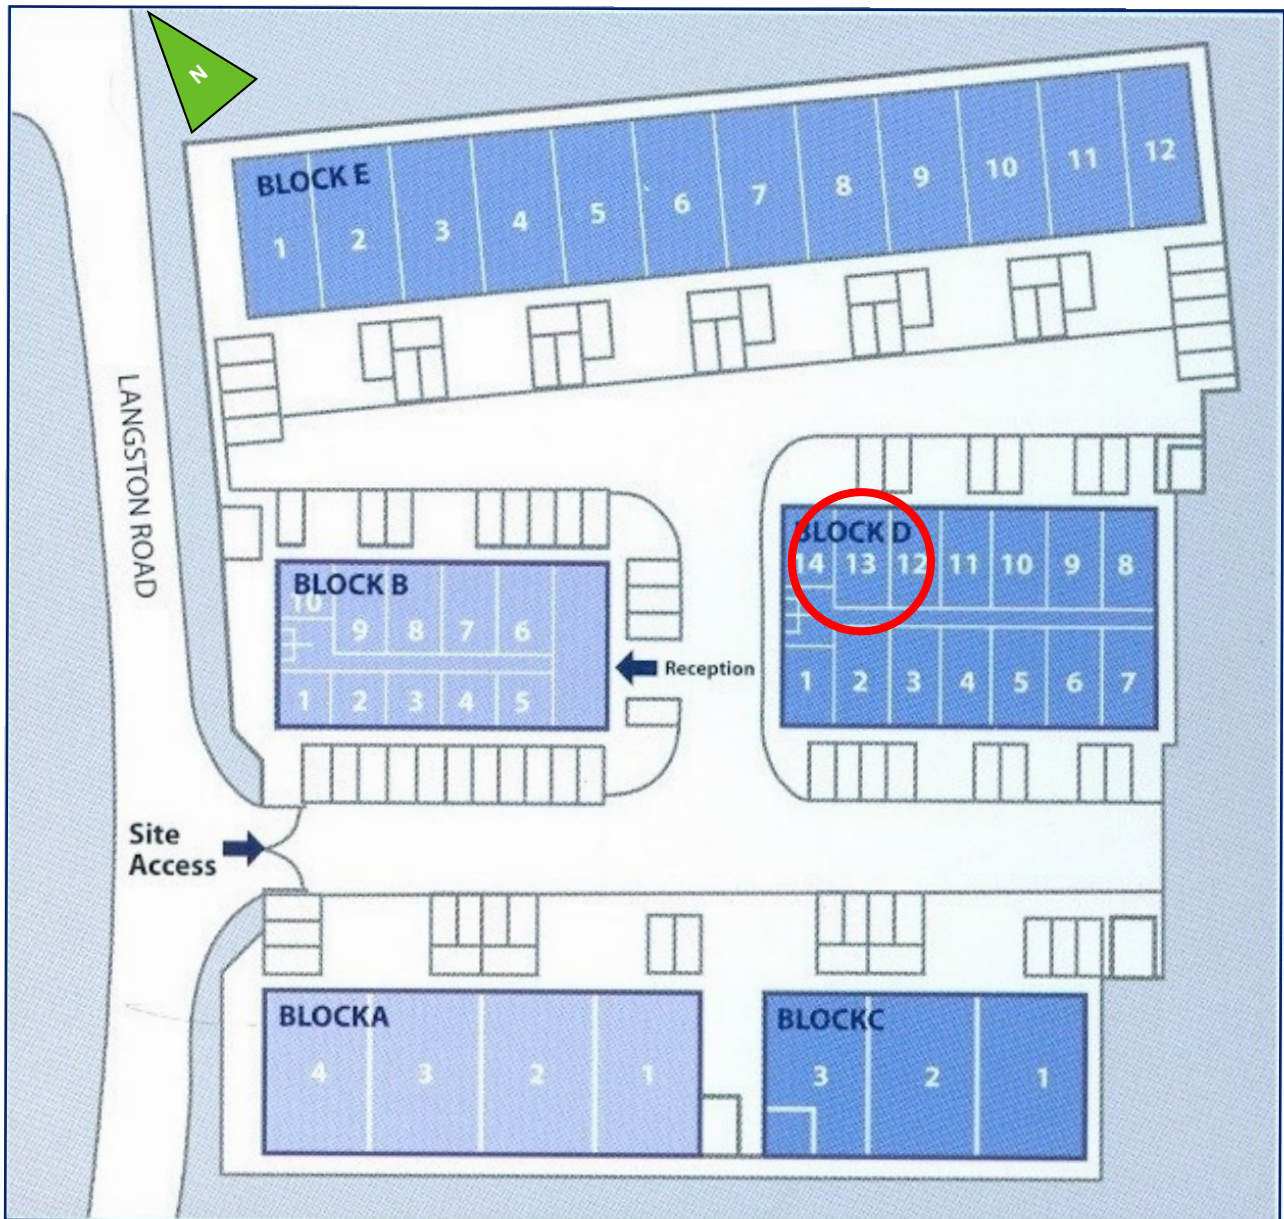 N
BLOCK E
1 2 3 4 5 6 7 8 9 10 11 12
LANGSTON ROAD
BLOCK B
10 9 8 7 6
1 2 3 4 5
Reception
BLOCK D
14 13 12 11 10 9 8
1 2 3 4 5 6 7
Site
Access
BLOCKA
4 3 2 1
BLOCKC
3 2 1